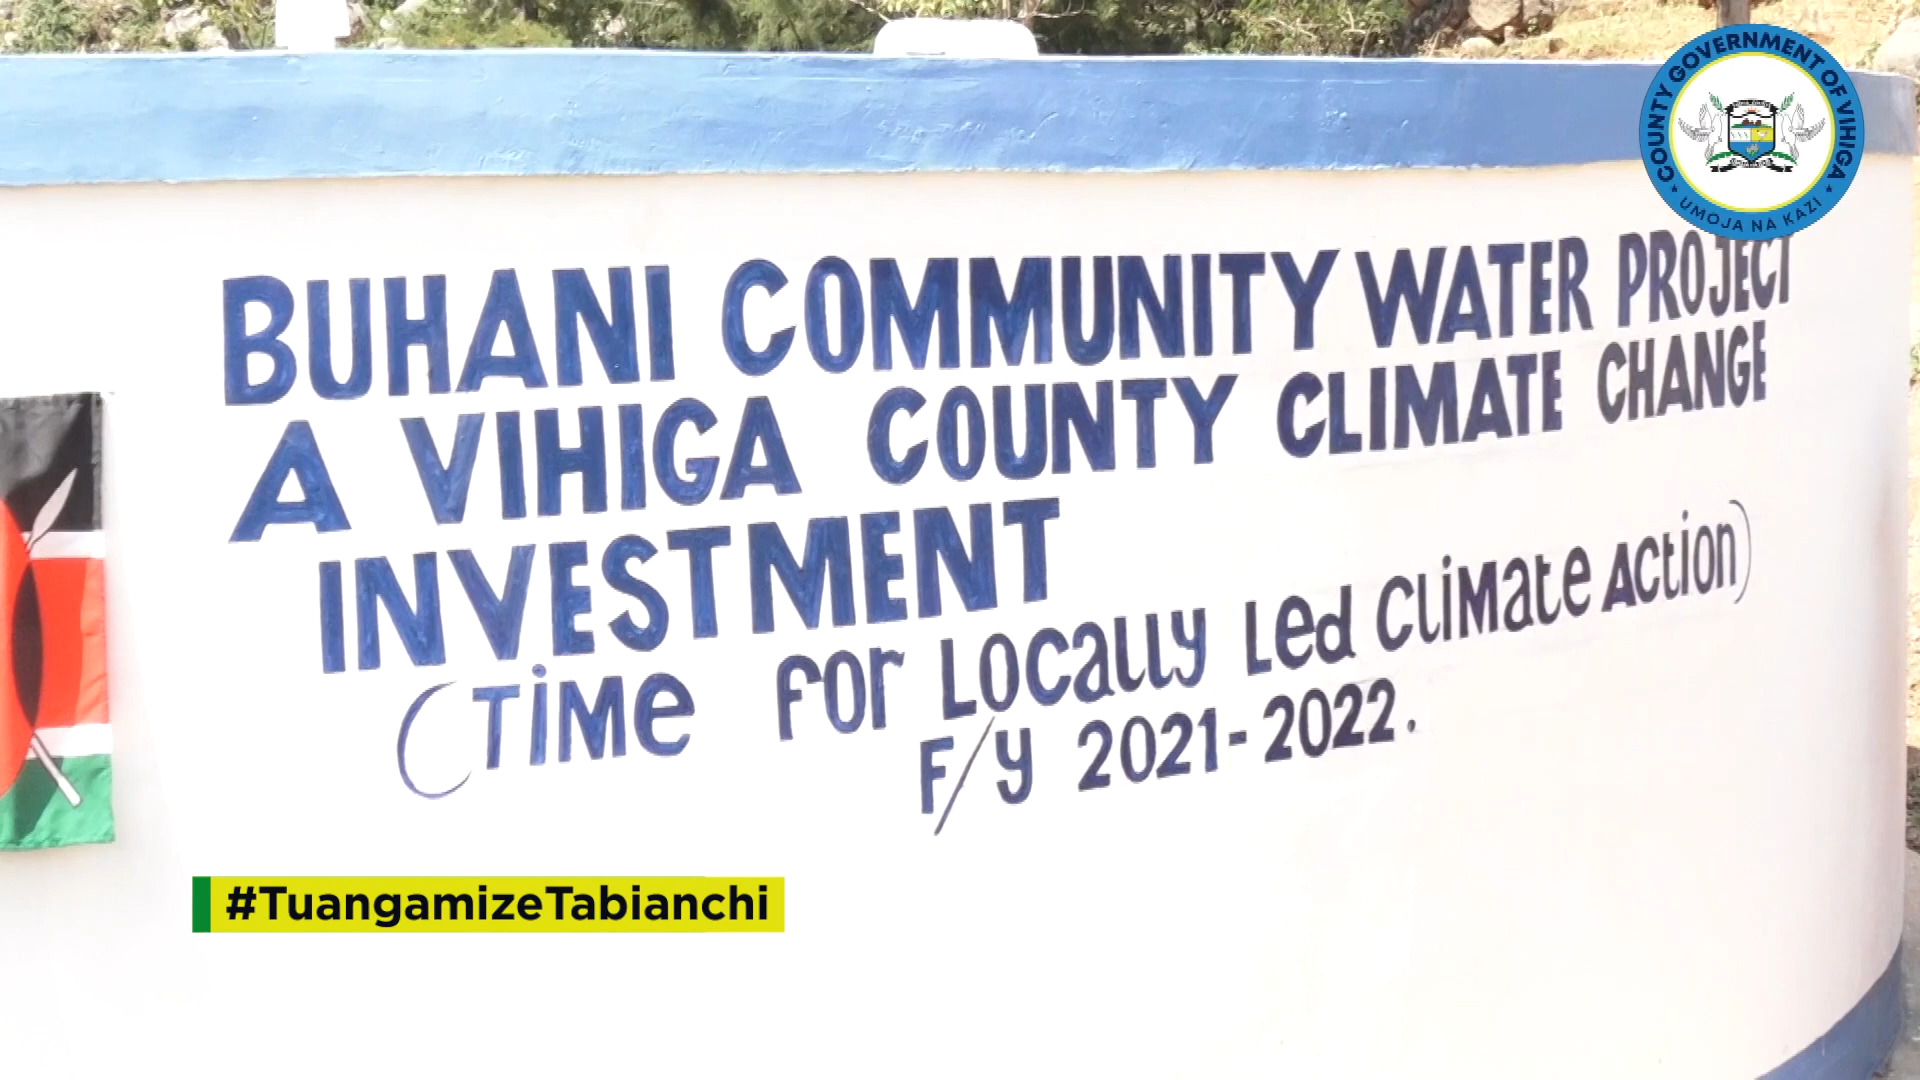 COUNTY GOVERNMENT OF VIHIGA
UMOJA NA KAZI
BUHANI COMMUNITY WATER PROJECT
A VIHIGA COUNTY CLIMATE CHANGE
INVESTMENT
(TiMe FOR LOcaLLy Led CLiMate Action)
F/y 2021-2022.
#TuangamizeTabianchi